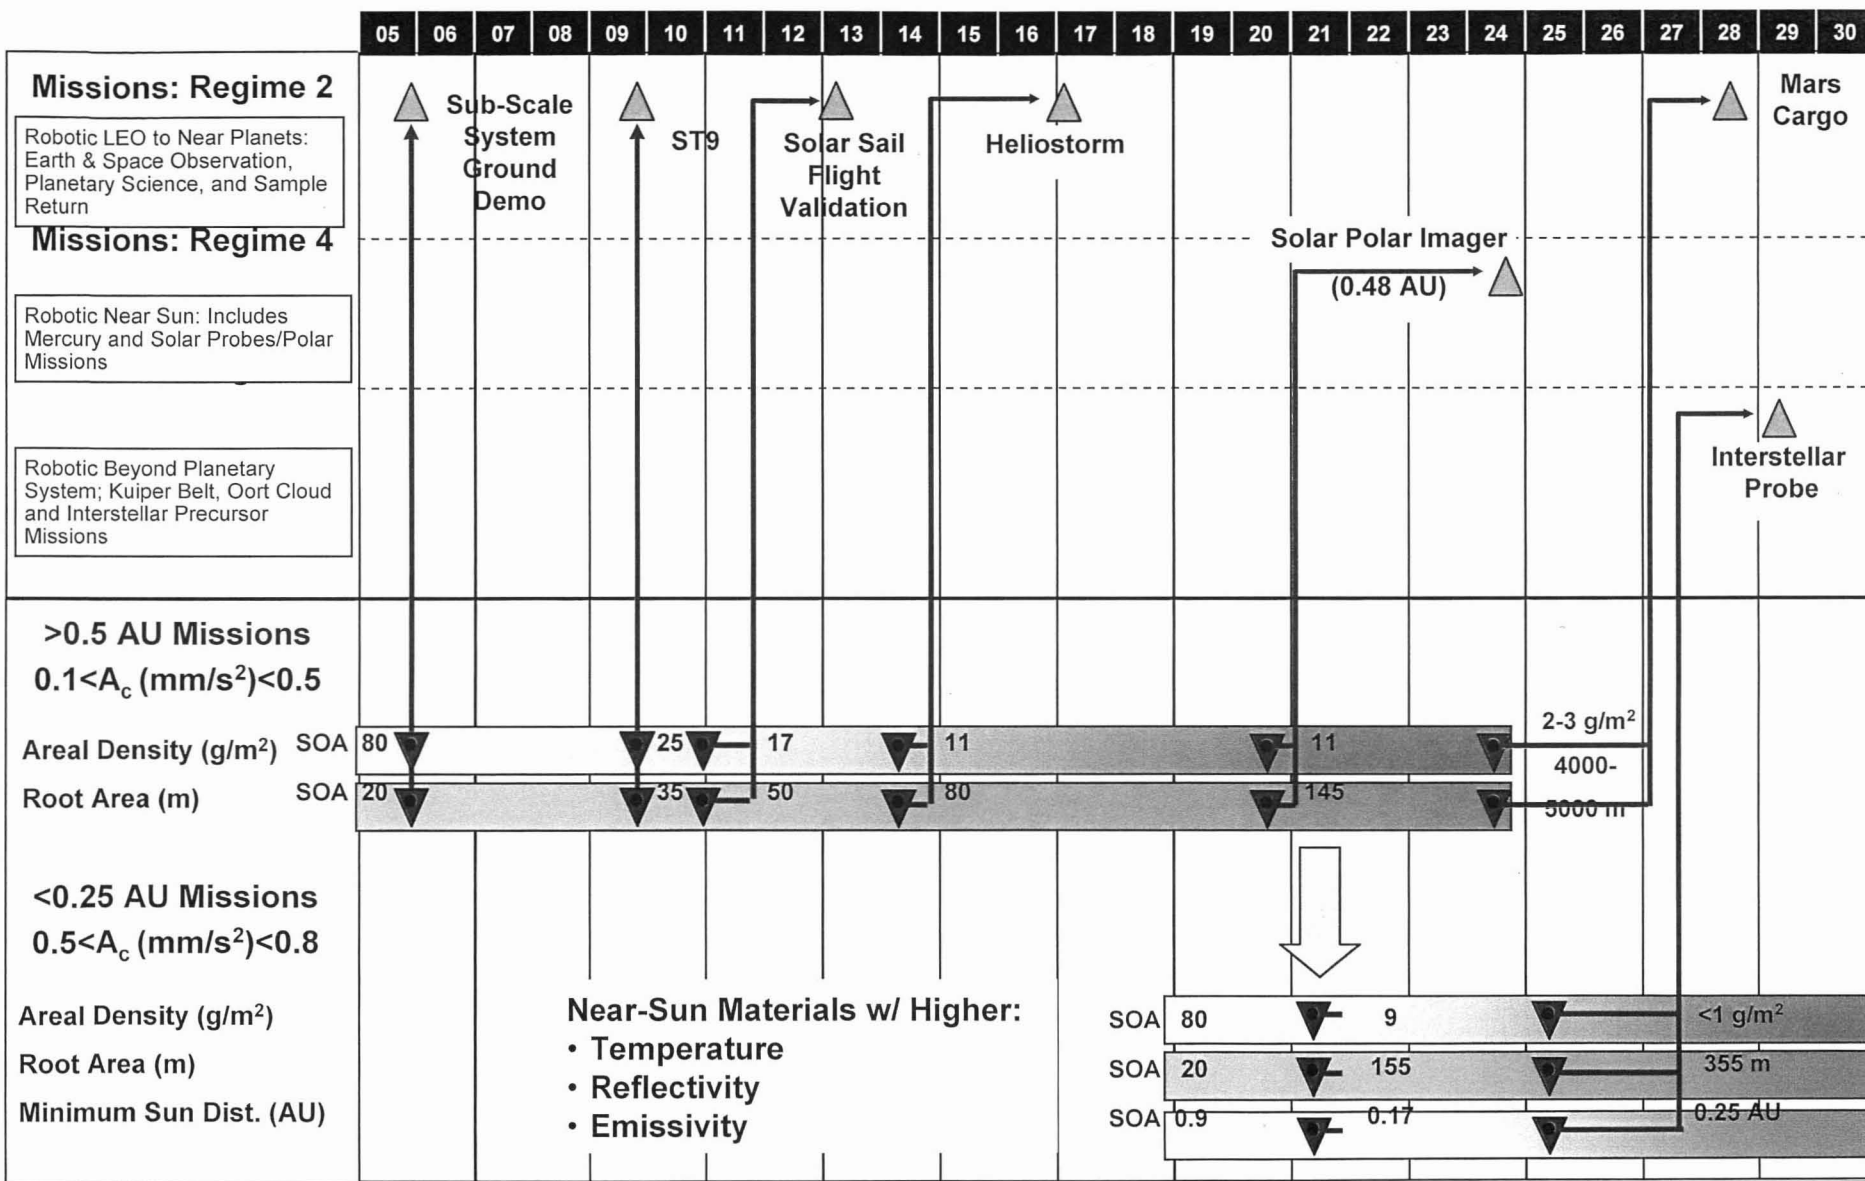 05 06 07 08 09 10 11 12 13 14 15 16 17 18 19 20 21 22 23 24 25 26 27 28 29 30
Missions: Regime 2
Robotic LEO to Near Planets:
Earth & Space Observation,
Planetary Science, and Sample
Return
Sub-Scale
System
Ground
Demo
ST9
Solar Sail
Flight
Validation
Heliostorm
Mars
Cargo
Missions: Regime 4
Robotic Near Sun: Includes
Mercury and Solar Probes/Polar
Missions
Solar Polar Imager
(0.48 AU)
Robotic Beyond Planetary
System; Kuiper Belt, Oort Cloud
and Interstellar Precursor
Missions
Interstellar
Probe
>0.5 AU Missions
0.1<A_c (mm/s²)<0.5
Areal Density (g/m²) SOA 80 25 17 11 11 2-3 g/m²
Root Area (m) SOA 20 35 50 80 145 4000-
5000 m
<0.25 AU Missions
0.5<A_c (mm/s²)<0.8
Near-Sun Materials w/ Higher:
• Temperature
• Reflectivity
• Emissivity
Areal Density (g/m²) SOA 80 9 <1 g/m²
Root Area (m) SOA 20 155 355 m
Minimum Sun Dist. (AU) SOA 0.9 0.17 0.25 AU